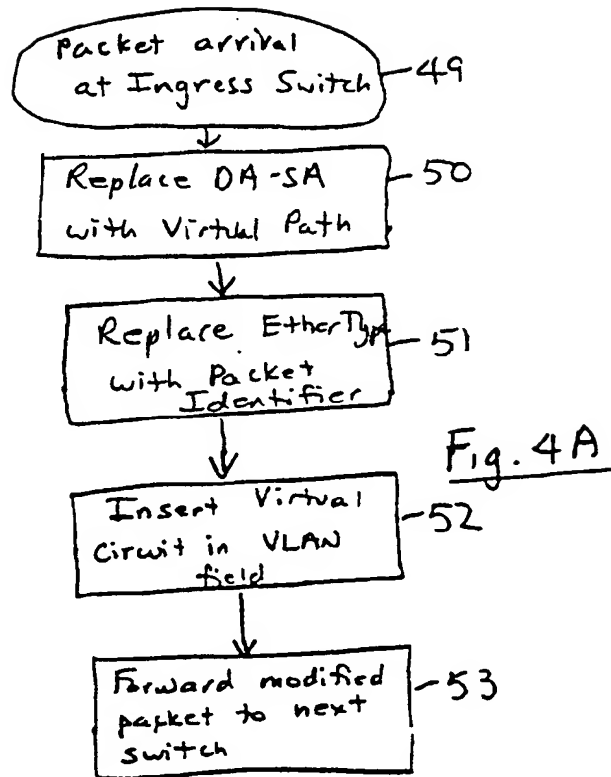 Packet arrival
at Ingress Switch
49
Replace DA-SA
with Virtual Path
50
Replace EtherType
with Packet
Identifier
51
Fig. 4A
Insert Virtual
Circuit in VLAN
field
52
Forward modified
packet to next
switch
53